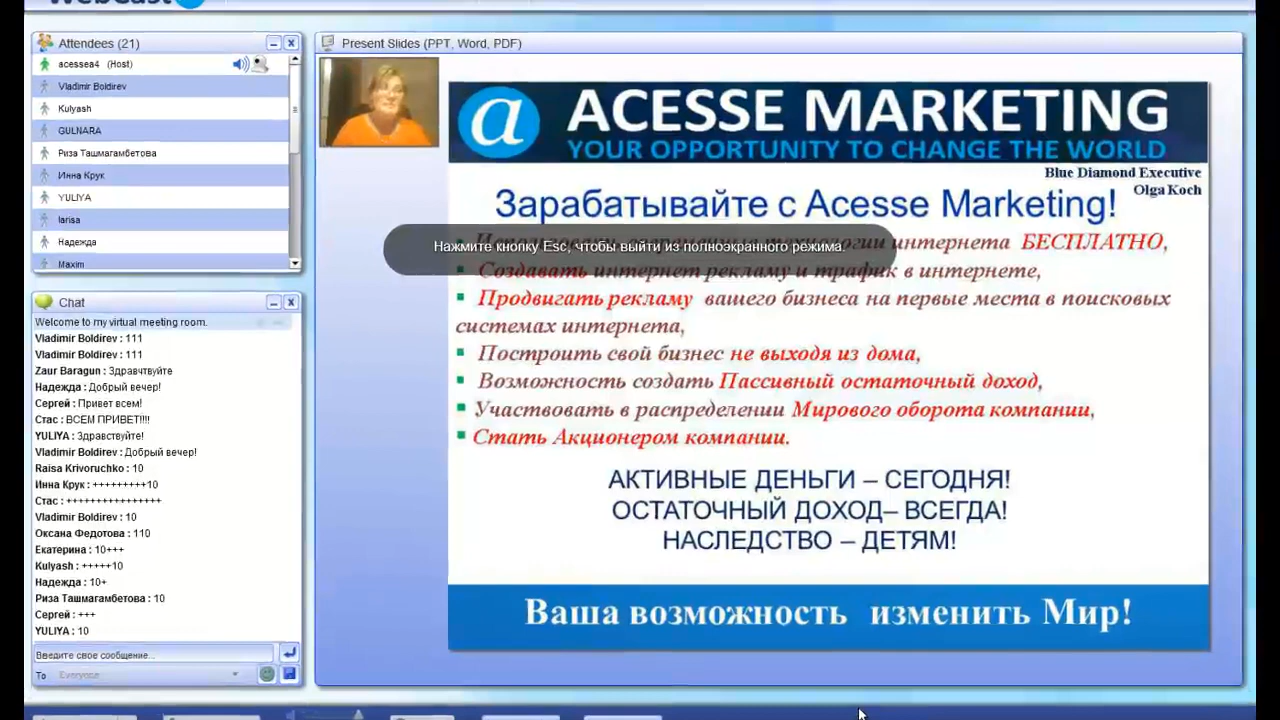 Attendees (21)
acessea4 (Host)
Vladimir Boldirev
Kulyash
GULNARA
Риза Ташмагамбетова
Инна Крук
YULIYA
larisa
Надежда
Maxim
Chat
Welcome to my virtual meeting room.
Vladimir Boldirev : 111
Vladimir Boldirev : 111
Zaur Baragun : Здравчтвуйте
Надежда : Добрый вечер!
Сергей : Привет всем!
Стас : ВСЕМ ПРИВЕТ!!!!
YULIYA : Здравствуйте!
Vladimir Boldirev : Добрый вечер!
Raisa Krivoruchko : 10
Инна Крук : +++++++++10
Стас : ++++++++++++++++
Vladimir Boldirev : 10
Оксана Федотова : 110
Екатерина : 10+++
Kulyash : +++++10
Надежда : 10+
Риза Ташмагамбетова : 10
Сергей : +++
YULIYA : 10
Введите свое сообщение...
To Everyone
Present Slides (PPT, Word, PDF)
a ACESSE MARKETING
YOUR OPPORTUNITY TO CHANGE THE WORLD
Blue Diamond Executive
Olga Koch
Зарабатывайте с Acesse Marketing!
интернета БЕСПЛАТНО,
Нажмите кнопку Esc, чтобы выйти из полноэкранного режима.
Создавать интернет рекламу и трафик в интернете,
Продвигать рекламу вашего бизнеса на первые места в поисковых
системах интернета,
Построить свой бизнес не выходя из дома,
Возможность создать Пассивный остаточный доход,
Участвовать в распределении Мирового оборота компании,
Стать Акционером компании.
АКТИВНЫЕ ДЕНЬГИ – СЕГОДНЯ!
ОСТАТОЧНЫЙ ДОХОД– ВСЕГДА!
НАСЛЕДСТВО – ДЕТЯМ!
Ваша возможность изменить Мир!